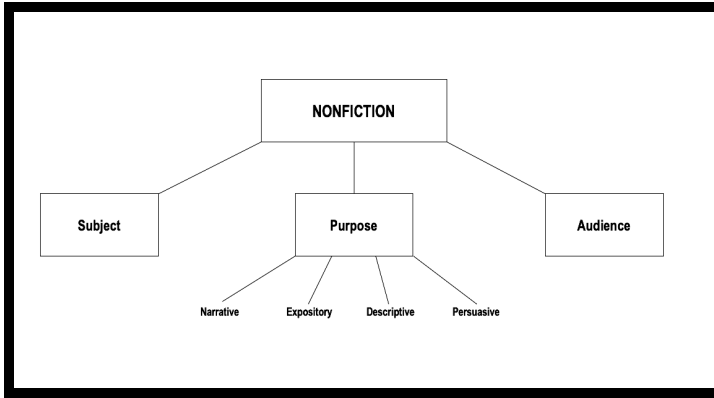 NONFICTION
Subject
Purpose
Audience
Narrative
Expository
Descriptive
Persuasive